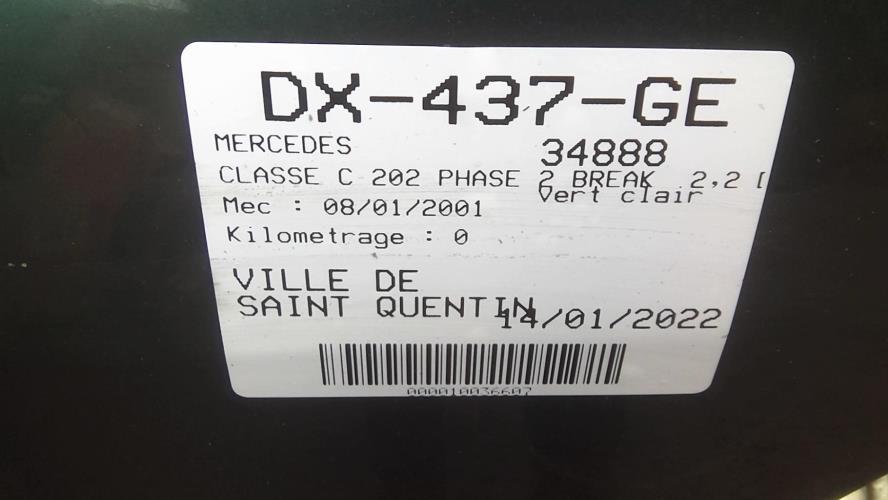 DX-437-GE
MERCEDES 34888
CLASSE C 202 PHASE 2 BREAK 2,2 [
Vert clair
Mec : 08/01/2001
Kilometrage : 0
VILLE DE
SAINT QUENTIN
14/01/2022
000010036607